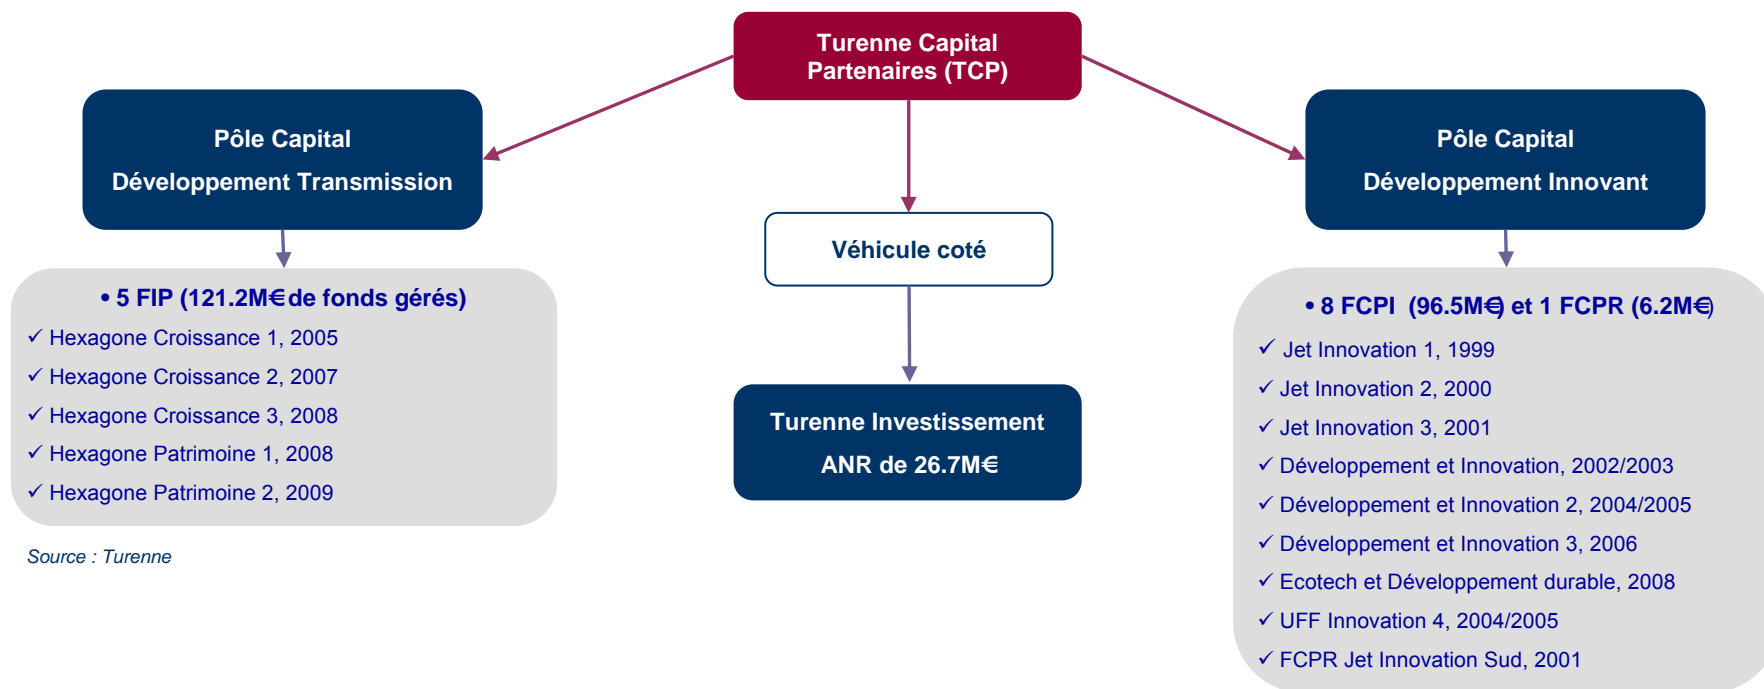 Turenne Capital
Partenaires (TCP)
Pôle Capital
Développement Transmission
Pôle Capital
Développement Innovant
Véhicule coté
• 5 FIP (121.2M€ de fonds gérés)
✓ Hexagone Croissance 1, 2005
✓ Hexagone Croissance 2, 2007
✓ Hexagone Croissance 3, 2008
✓ Hexagone Patrimoine 1, 2008
✓ Hexagone Patrimoine 2, 2009
Source : Turenne
Turenne Investissement
ANR de 26.7M€
• 8 FCPI (96.5M€) et 1 FCPR (6.2M€)
✓ Jet Innovation 1, 1999
✓ Jet Innovation 2, 2000
✓ Jet Innovation 3, 2001
✓ Développement et Innovation, 2002/2003
✓ Développement et Innovation 2, 2004/2005
✓ Développement et Innovation 3, 2006
✓ Ecotech et Développement durable, 2008
✓ UFF Innovation 4, 2004/2005
✓ FCPR Jet Innovation Sud, 2001